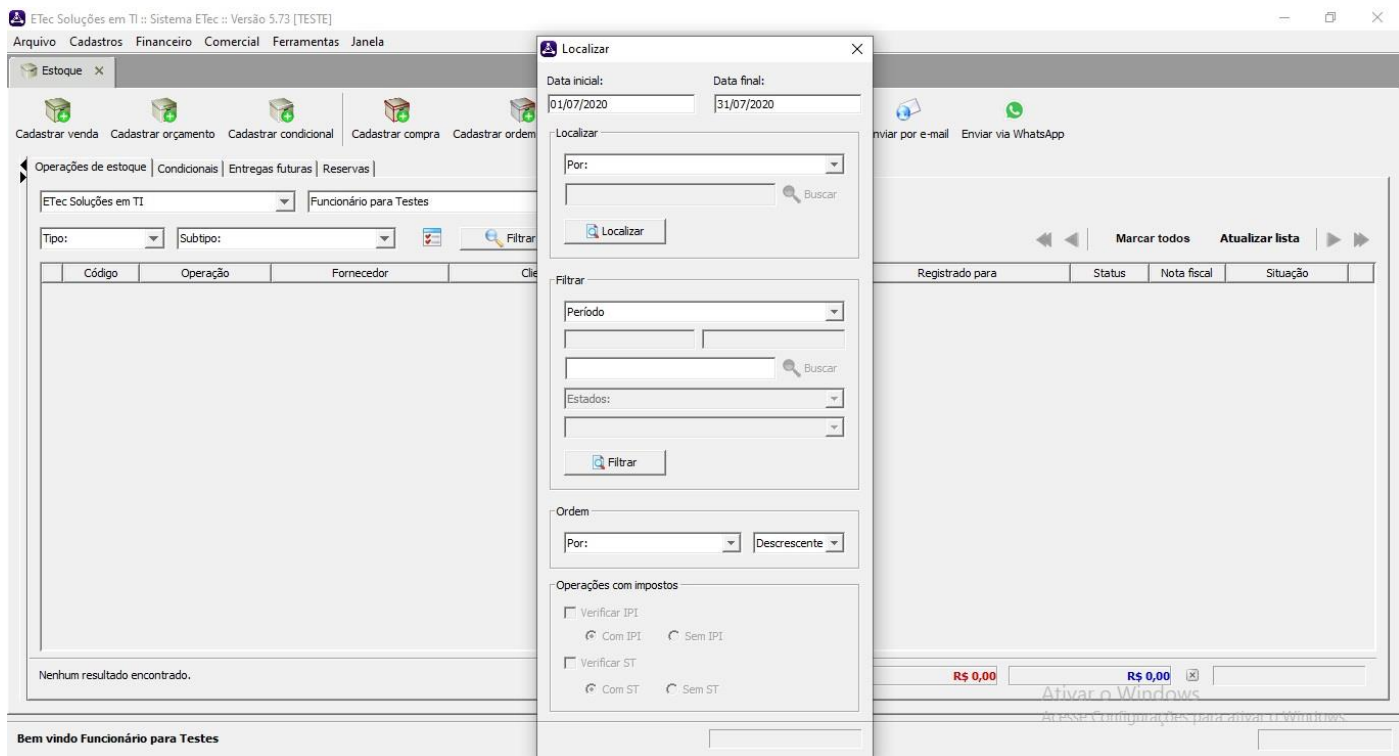 ETec Soluções em TI :: Sistema ETec :: Versão 5.73 [TESTE]
Arquivo Cadastros Financeiro Comercial Ferramentas Janela
Estoque
Cadastrar venda Cadastrar orçamento Cadastrar condicional Cadastrar compra Cadastrar ordem nviar por e-mail Enviar via WhatsApp
Operações de estoque Condicionais Entregas futuras Reservas
ETec Soluções em TI Funcionário para Testes
Tipo: Subtipo: Filtrar Marcar todos Atualizar lista
Código Operação Fornecedor Clie Registrado para Status Nota fiscal Situação
Nenhum resultado encontrado. R$ 0,00 R$ 0,00
Localizar
Data inicial: Data final:
01/07/2020 31/07/2020
Localizar
Por:
Buscar
Localizar
Filtrar
Período
Buscar
Estados:
Filtrar
Ordem
Por: Descrescente
Operações com impostos
Verificar IPI
Com IPI Sem IPI
Verificar ST
Com ST Sem ST
Ativar o Windows
Acesse Configurações para ativar o Windows.
Bem vindo Funcionário para Testes